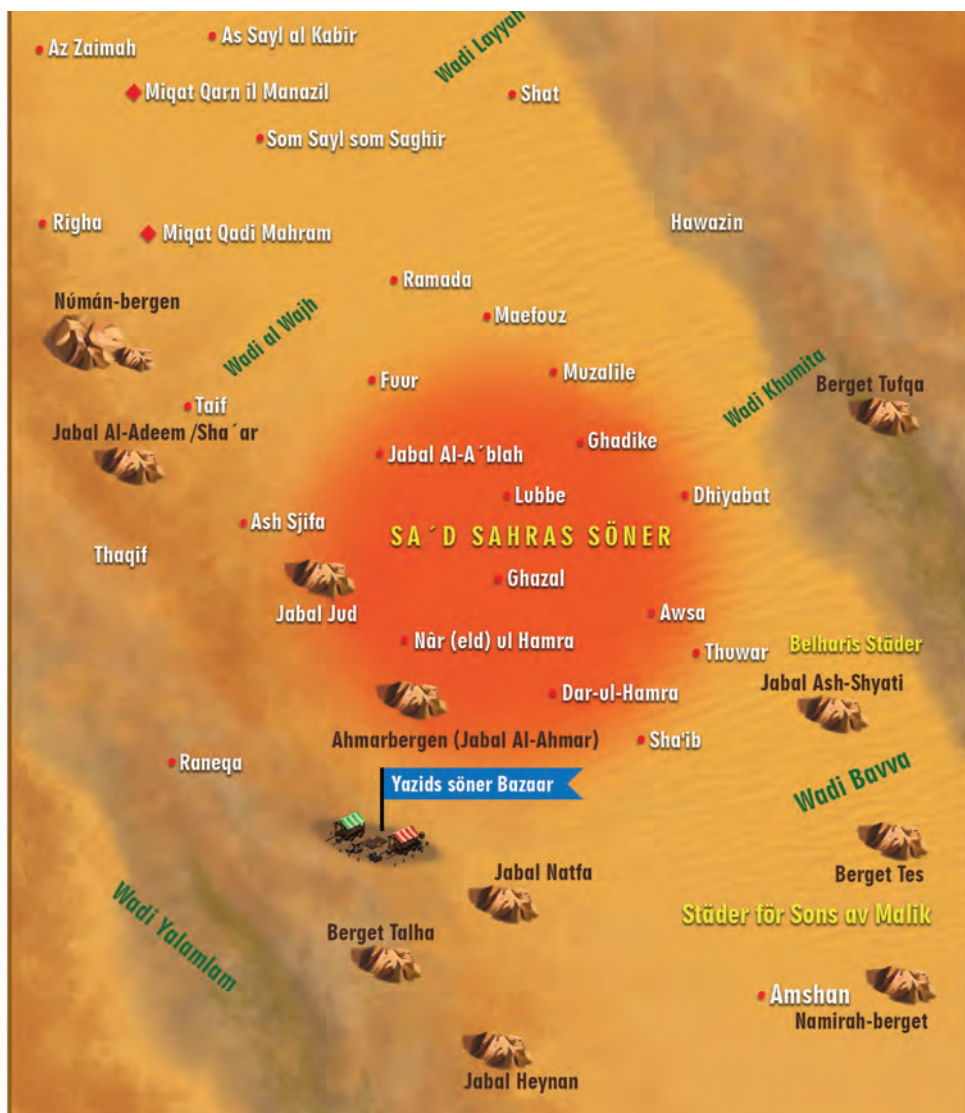 As Sayl al Kabir
Az Zaimah
Wadi Layyah
Miqat Qarn il Manazil
Shat
Som Sayl som Saghir
Righa
Miqat Qadi Mahram
Hawazin
Ramada
Númán-bergen
Maefouz
Wadi al Wajh
Muzalile
Fuur
Wadi Khumita
Berget Tufqa
Taif
Jabal Al-Adeem /Sha´ar
Ghadike
Jabal Al-A´blah
Lubbe
Dhiyabat
Ash Sjifa
SA´D SAHRAS SÖNER
Thaqif
Ghazal
Jabal Jud
Awsa
Nâr (eld) ul Hamra
Thuwar
Belharis Städer
Jabal Ash-Shyati
Dar-ul-Hamra
Ahmarbergen (Jabal Al-Ahmar)
Sha'ib
Raneqa
Yazids söner Bazaar
Wadi Bavva
Jabal Natfa
Berget Tes
Städer för Sons av Malik
Wadi Yalamlam
Berget Talha
Amshan
Namirah-berget
Jabal Heynan